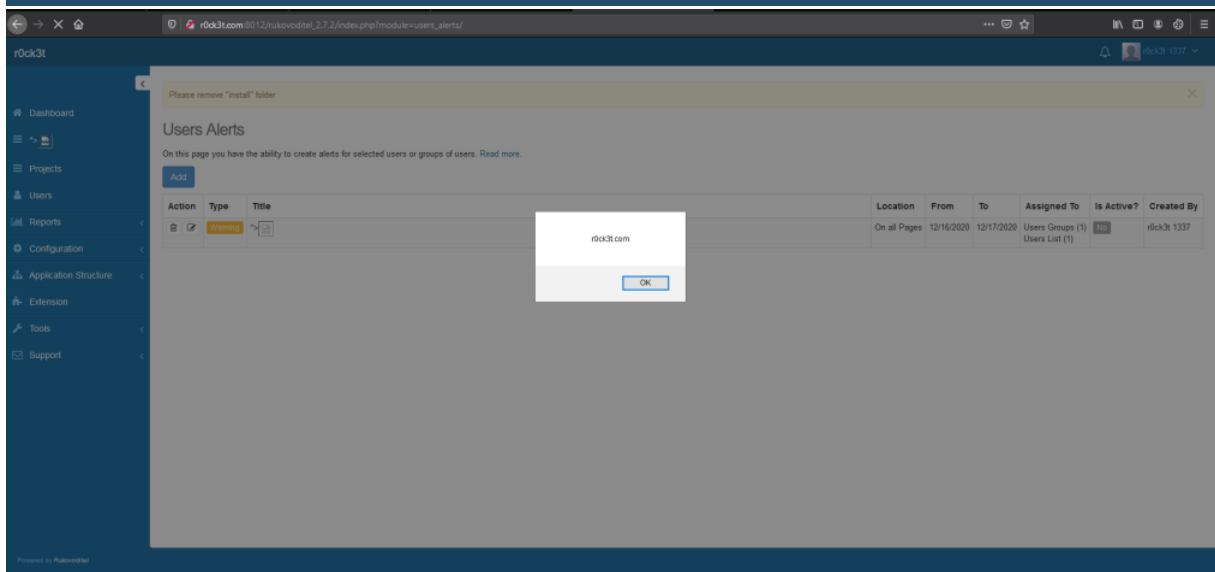 r0ck3t.com:8012/rukovoditel_2.7.2/index.php?module=users_alerts/
r0ck3t
r0ck3t 1337
Please remove "install" folder
Dashboard
">
Projects
Users
Reports
Configuration
Application Structure
Extension
Tools
Support
Users Alerts
On this page you have the ability to create alerts for selected users or groups of users. Read more.
Add
Action Type Title Location From To Assigned To Is Active? Created By
Warning "> On all Pages 12/16/2020 12/17/2020 Users Groups (1) No r0ck3t 1337
Users List (1)
r0ck3t.com
OK
Powered by Rukovoditel